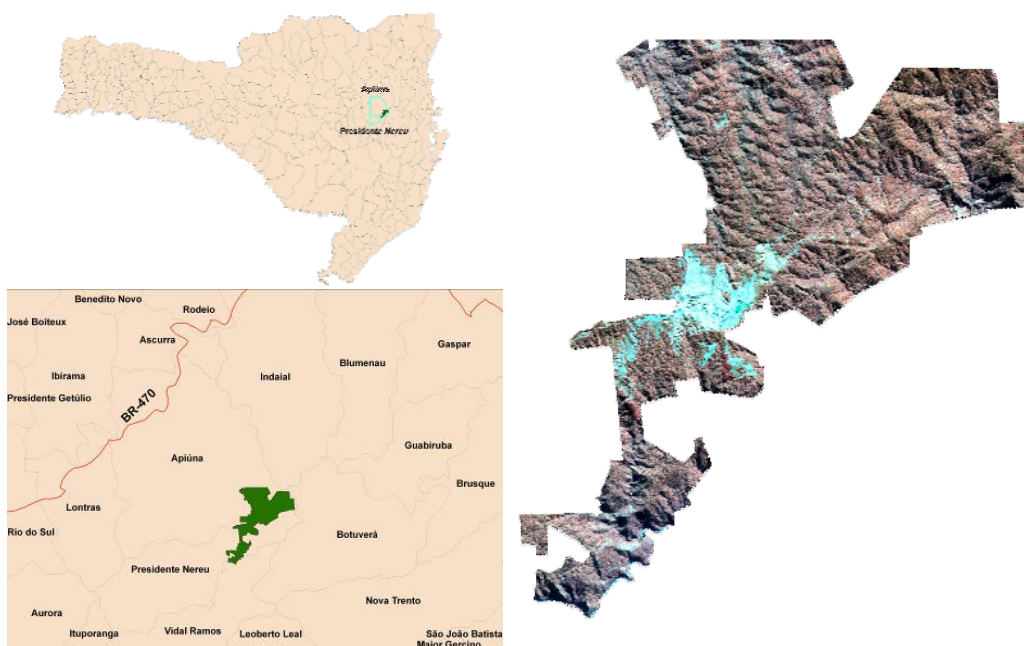 Apiúna
Presidente Nereu
Benedito Novo
Rodeio
José Boiteux
Ascurra
Gaspar
Blumenau
Ibirama
Indaial
Presidente Getúlio
BR-470
Guabiruba
Apiúna
Brusque
Lontras
Rio do Sul
Botuverá
Presidente Nereu
Nova Trento
Aurora
Ituporanga
Vidal Ramos
Leoberto Leal
São João Batista
Major Gercino